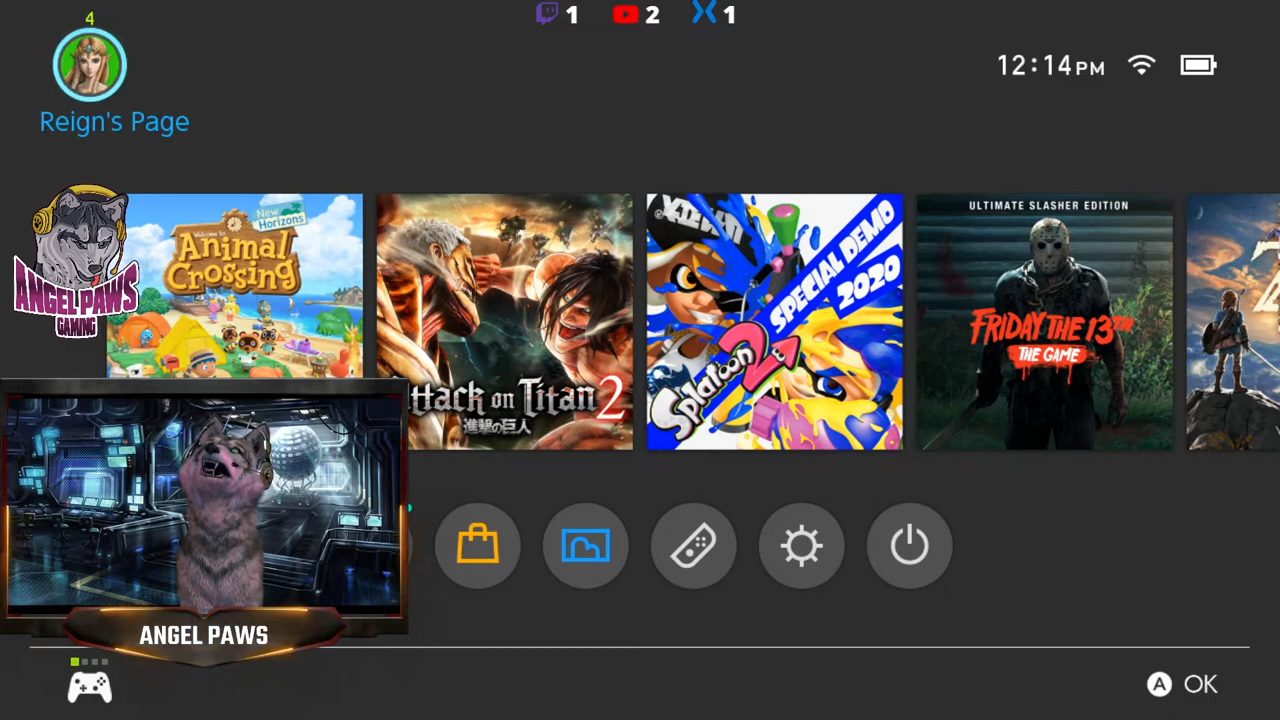 1 2 1
4
12:14PM
Reign's Page
ANGEL PAWS
GAMING
New
Horizons
Welcome to
Animal
Crossing
Attack on Titan 2
進撃の巨人
SPECIAL DEMO
2020
Splatoon 2
ULTIMATE SLASHER EDITION
FRIDAY THE 13TH
THE GAME
ANGEL PAWS
A OK